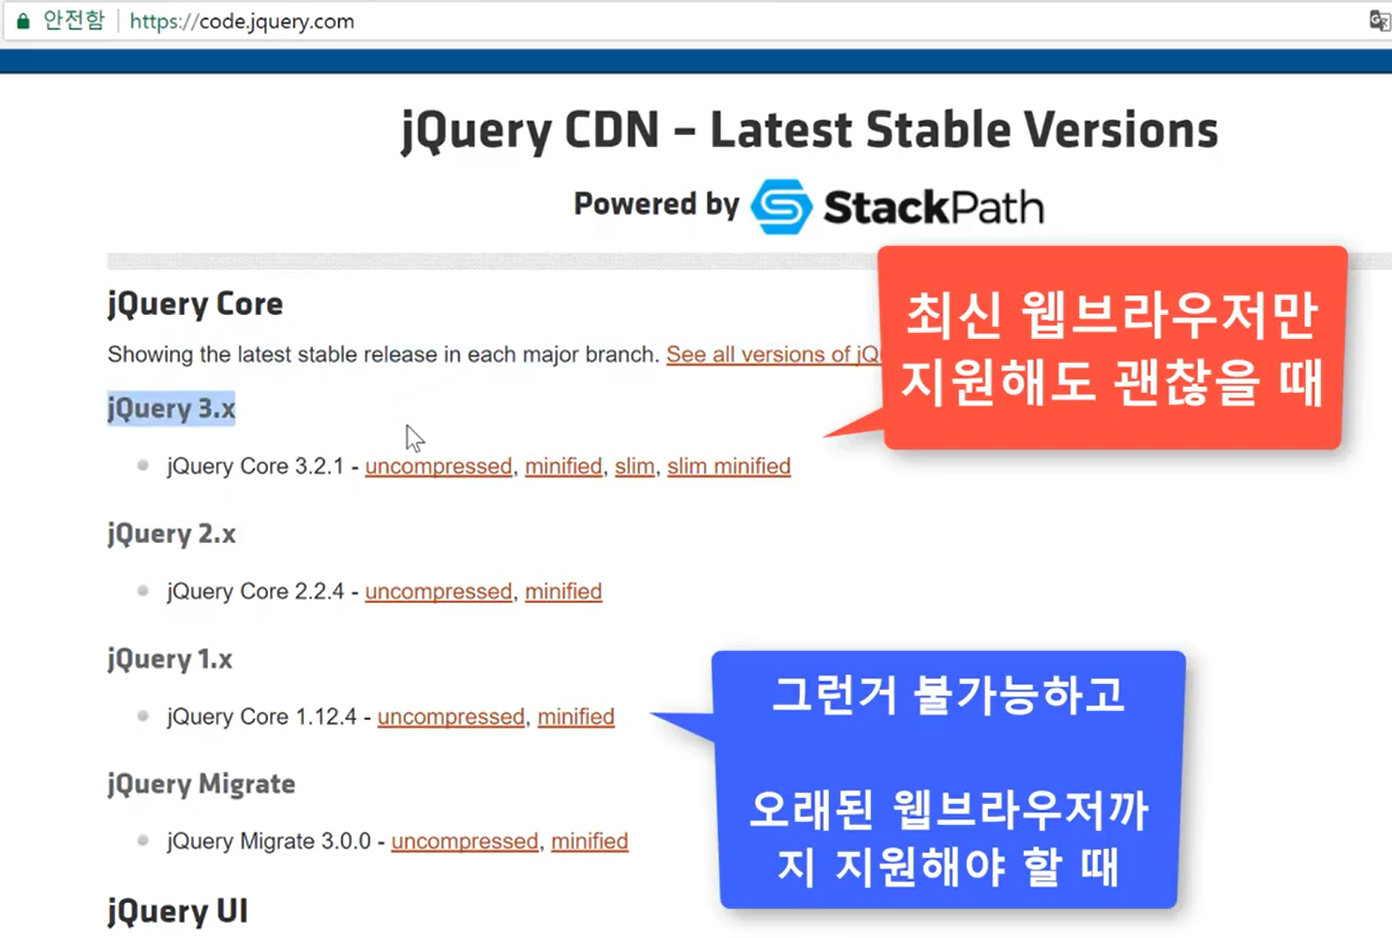 안전함 | https://code.jquery.com
jQuery CDN – Latest Stable Versions
Powered by StackPath
jQuery Core
Showing the latest stable release in each major branch. See all versions of
최신 웹브라우저만
지원해도 괜찮을 때
jQuery 3.x
jQuery Core 3.2.1 - uncompressed, minified, slim, slim minified
jQuery 2.x
jQuery Core 2.2.4 - uncompressed, minified
jQuery 1.x
jQuery Core 1.12.4 - uncompressed, minified
그런거 불가능하고
오래된 웹브라우저까
지 지원해야 할 때
jQuery Migrate
jQuery Migrate 3.0.0 - uncompressed, minified
jQuery UI